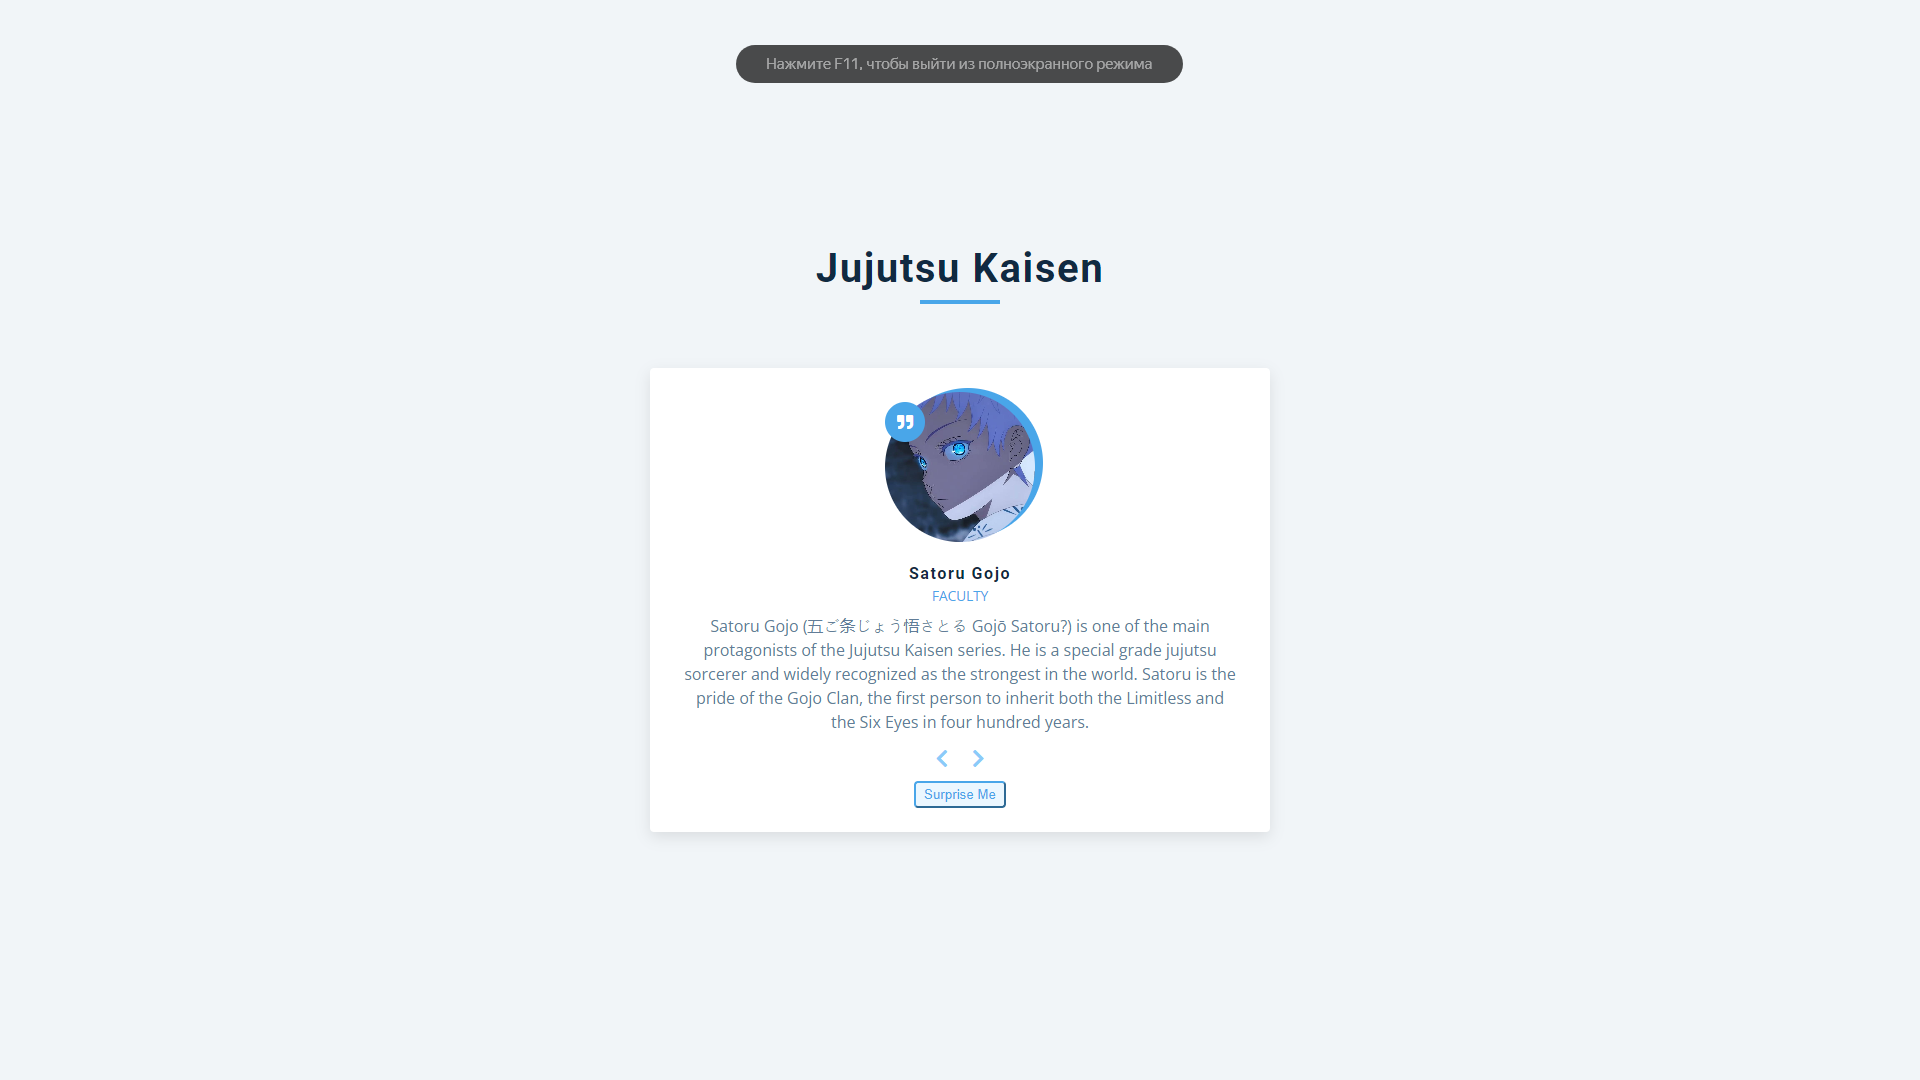 Нажмите F11, чтобы выйти из полноэкранного режима
Jujutsu Kaisen
Satoru Gojo
FACULTY
Satoru Gojo (五ご条じょう悟さとる Gojō Satoru?) is one of the main
protagonists of the Jujutsu Kaisen series. He is a special grade jujutsu
sorcerer and widely recognized as the strongest in the world. Satoru is the
pride of the Gojo Clan, the first person to inherit both the Limitless and
the Six Eyes in four hundred years.
Surprise Me